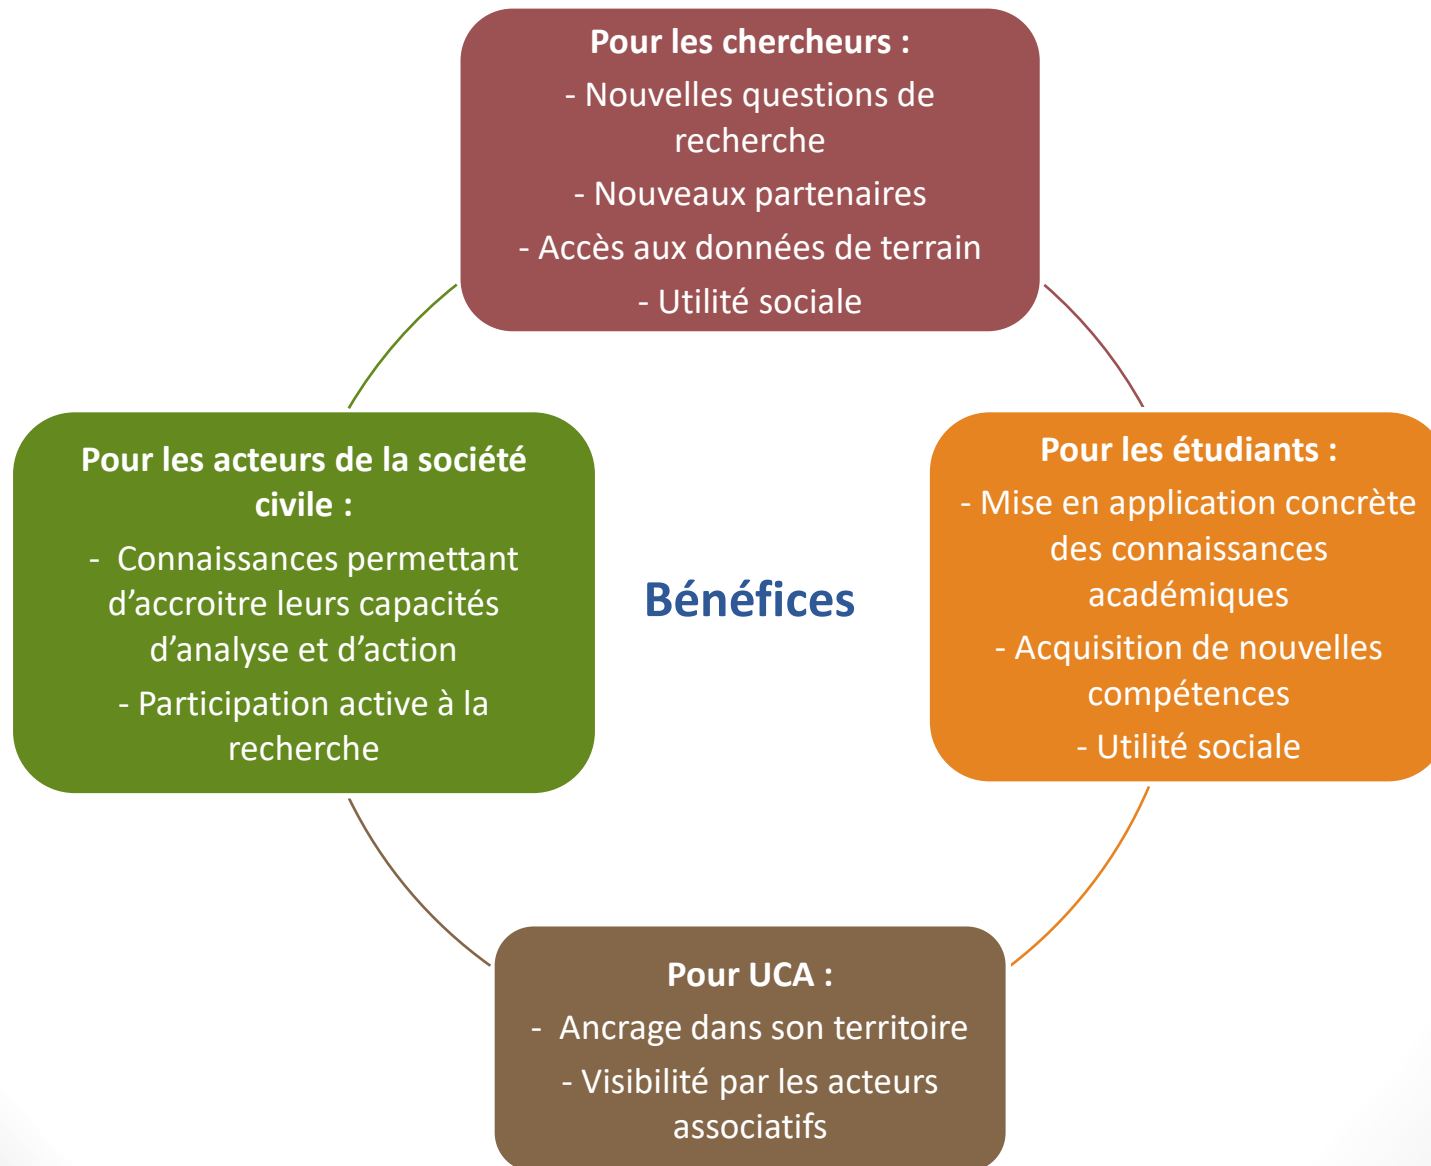 Pour les chercheurs :
- Nouvelles questions de
recherche
- Nouveaux partenaires
- Accès aux données de terrain
- Utilité sociale
Pour les acteurs de la société
civile :
- Connaissances permettant
d’accroitre leurs capacités
d’analyse et d’action
- Participation active à la
recherche
Bénéfices
Pour les étudiants :
- Mise en application concrète
des connaissances
académiques
- Acquisition de nouvelles
compétences
- Utilité sociale
Pour UCA :
- Ancrage dans son territoire
- Visibilité par les acteurs
associatifs